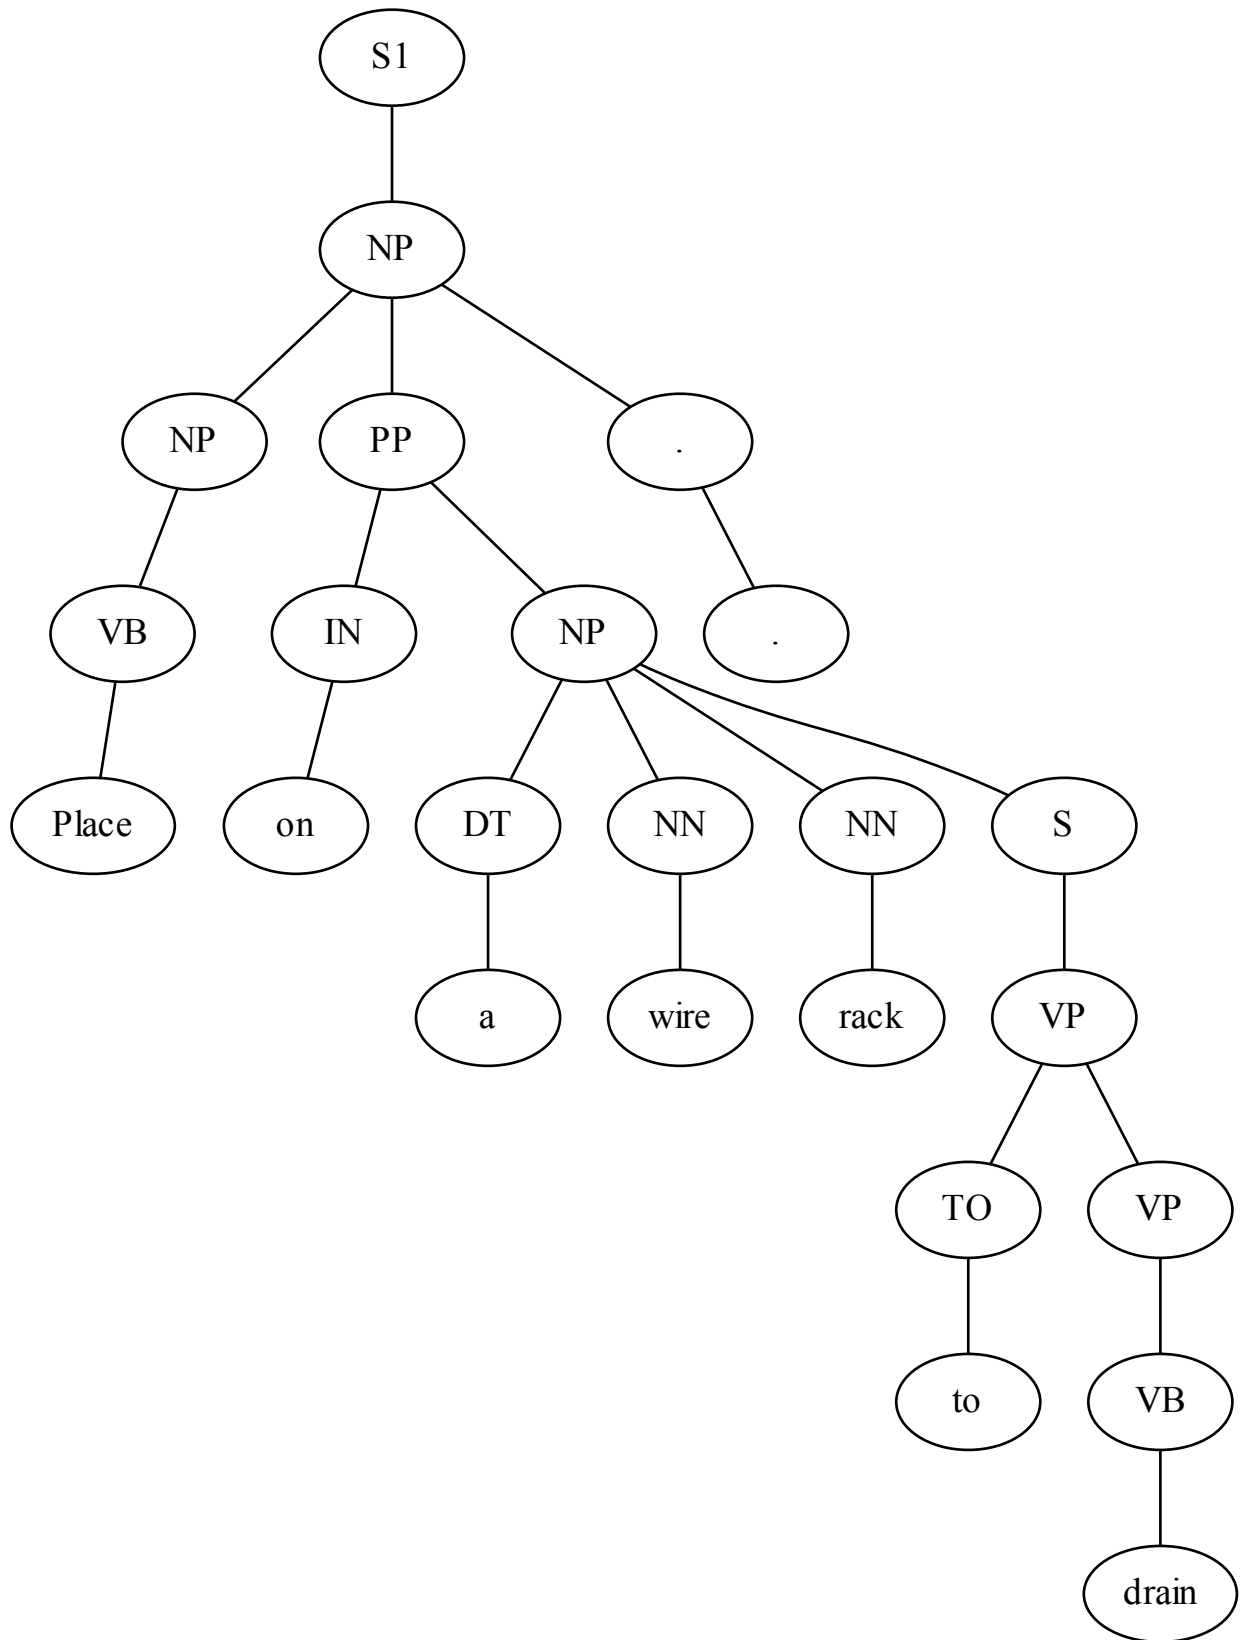 S1
NP
NP PP .
VB IN NP .
Place on DT NN NN S
a wire rack VP
TO VP
to VB
drain